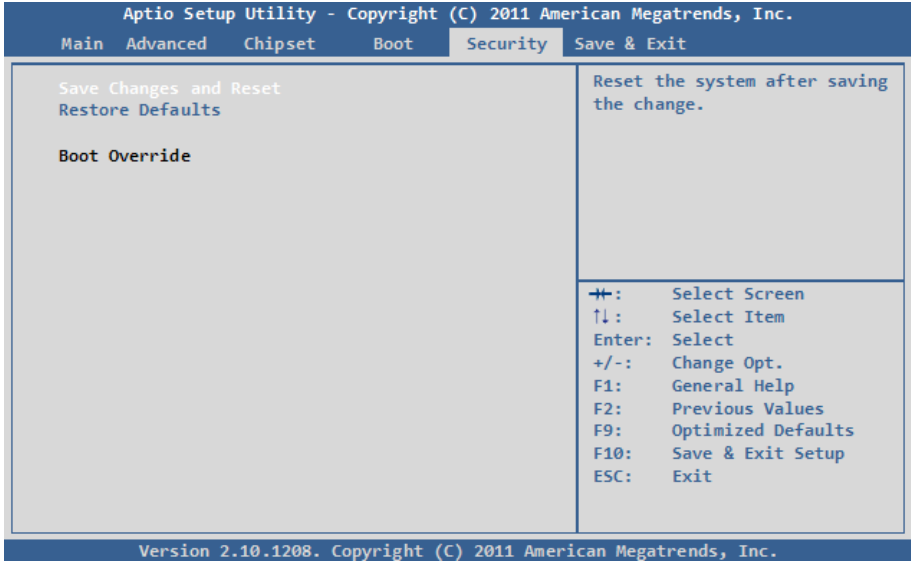 Aptio Setup Utility - Copyright (C) 2011 American Megatrends, Inc.
Main Advanced Chipset Boot Security Save & Exit
Save Changes and Reset
Restore Defaults
Boot Override
Reset the system after saving
the change.
→←: Select Screen
↑↓: Select Item
Enter: Select
+/-: Change Opt.
F1: General Help
F2: Previous Values
F9: Optimized Defaults
F10: Save & Exit Setup
ESC: Exit
Version 2.10.1208. Copyright (C) 2011 American Megatrends, Inc.